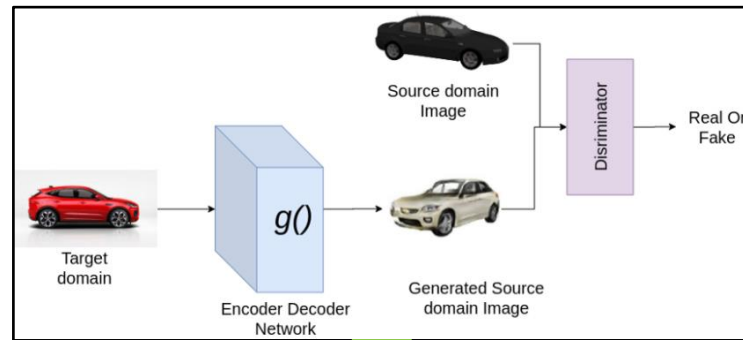 Source domain
Image
Disriminator
Real Or
Fake
g()
Target
domain
Encoder Decoder
Network
Generated Source
domain Image